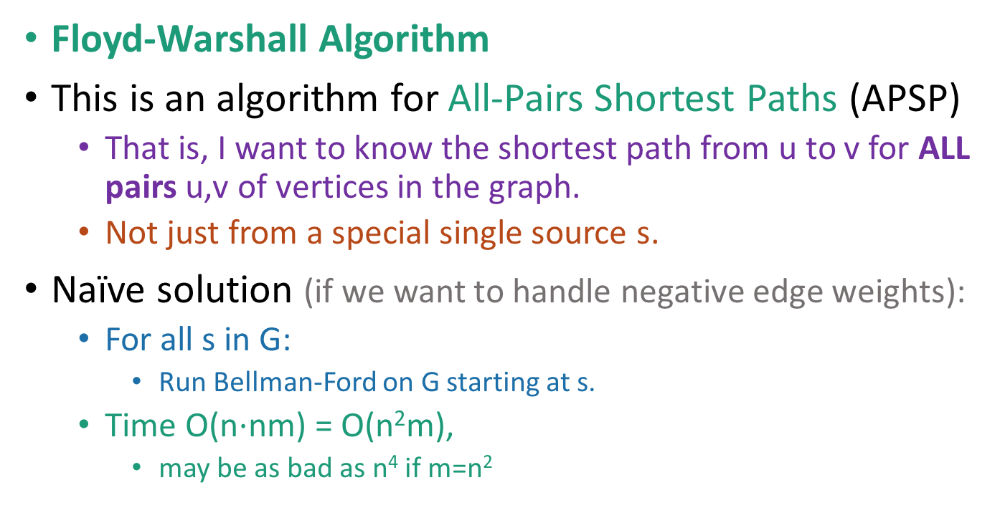 • Floyd-Warshall Algorithm
• This is an algorithm for All-Pairs Shortest Paths (APSP)
• That is, I want to know the shortest path from u to v for ALL
pairs u,v of vertices in the graph.
• Not just from a special single source s.
• Naïve solution (if we want to handle negative edge weights):
• For all s in G:
• Run Bellman-Ford on G starting at s.
• Time O(n·nm) = O(n²m),
• may be as bad as n⁴ if m=n²